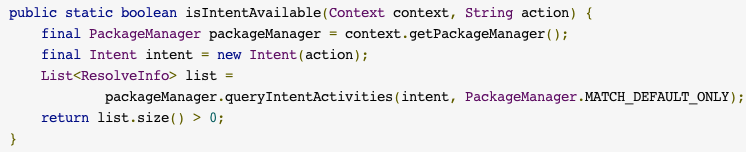 public static boolean isIntentAvailable(Context context, String action) {
    final PackageManager packageManager = context.getPackageManager();
    final Intent intent = new Intent(action);
    List<ResolveInfo> list =
            packageManager.queryIntentActivities(intent, PackageManager.MATCH_DEFAULT_ONLY);
    return list.size() > 0;
}